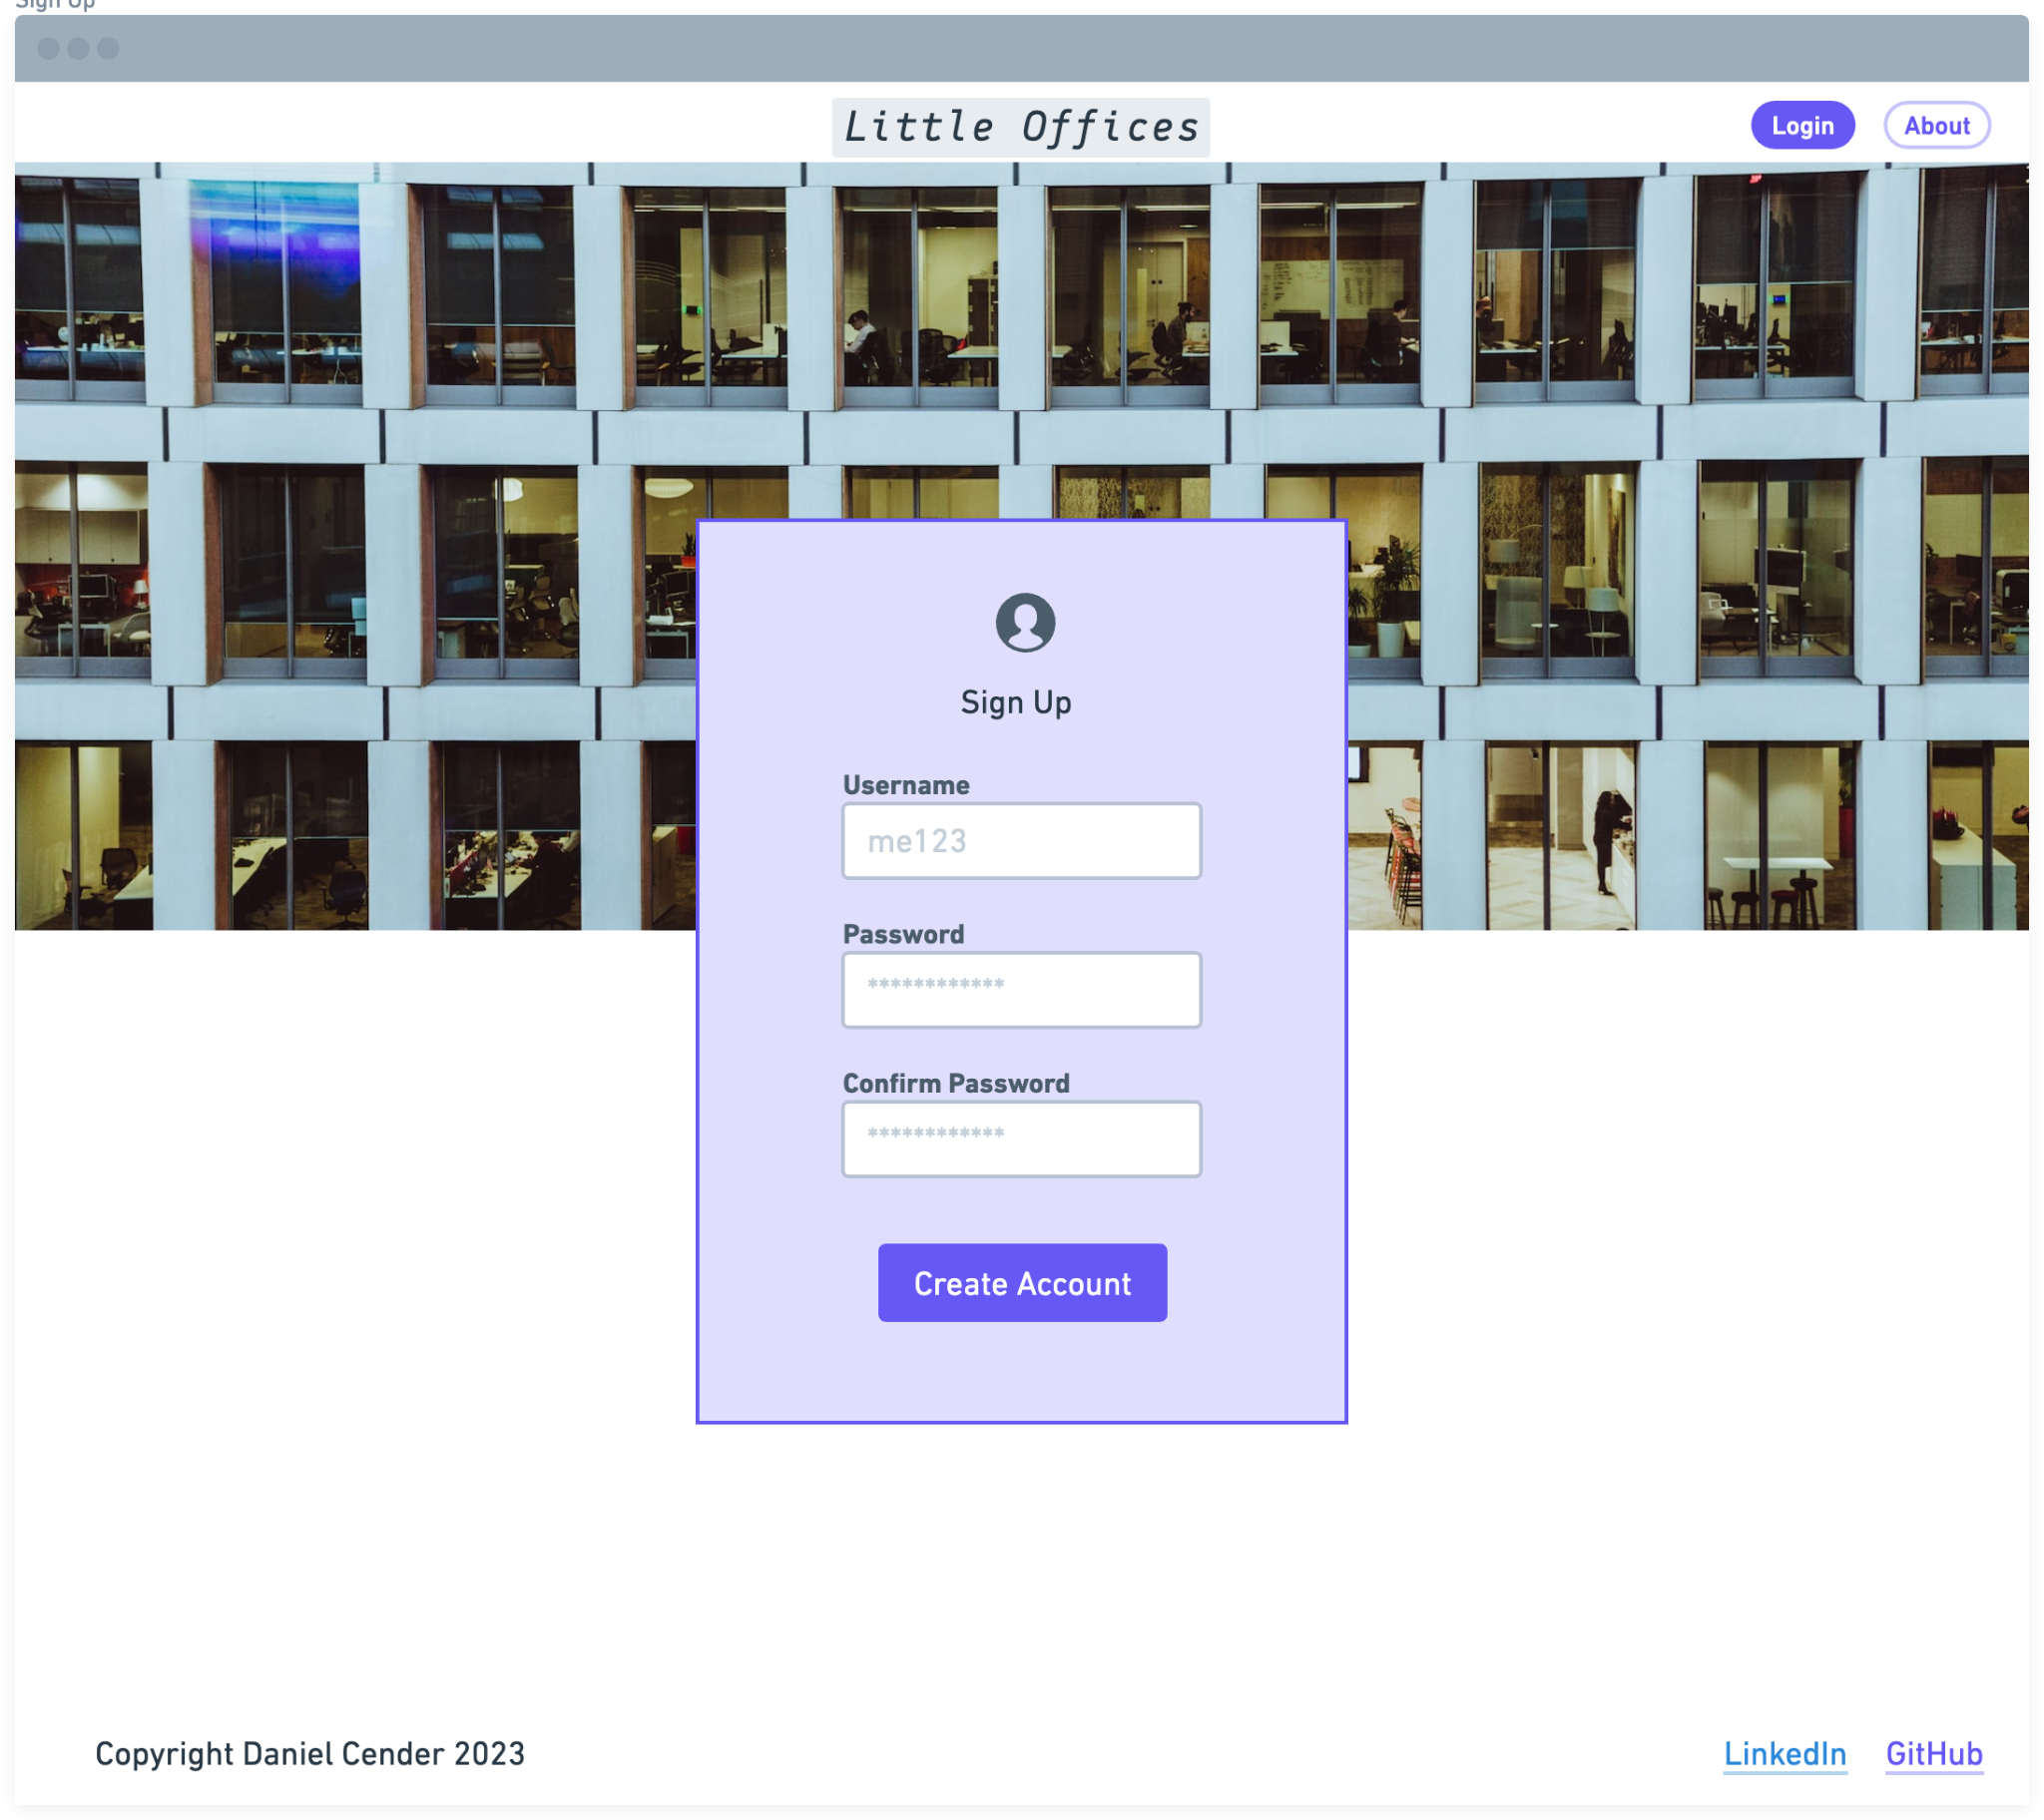 Sign Up
Little Offices
Login
About
Sign Up
Username
me123
Password
************
Confirm Password
************
Create Account
Copyright Daniel Cender 2023
LinkedIn
GitHub